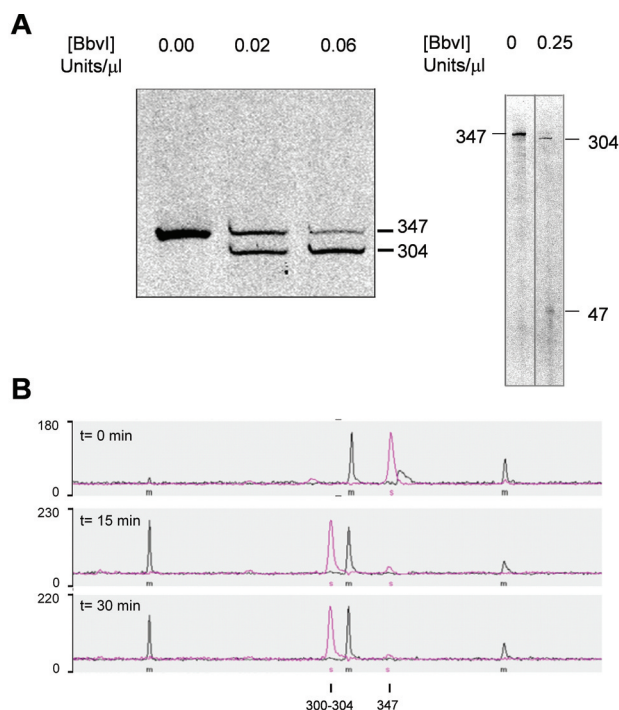 A
[BbvI] 0.00 0.02 0.06
Units/µl
347
304
[BbvI] 0 0.25
Units/µl
347
304
47
B
180
t= 0 min
0
m m s m
230
t= 15 min
0
m s m s m
220
t= 30 min
0
m s m s m
300-304 347